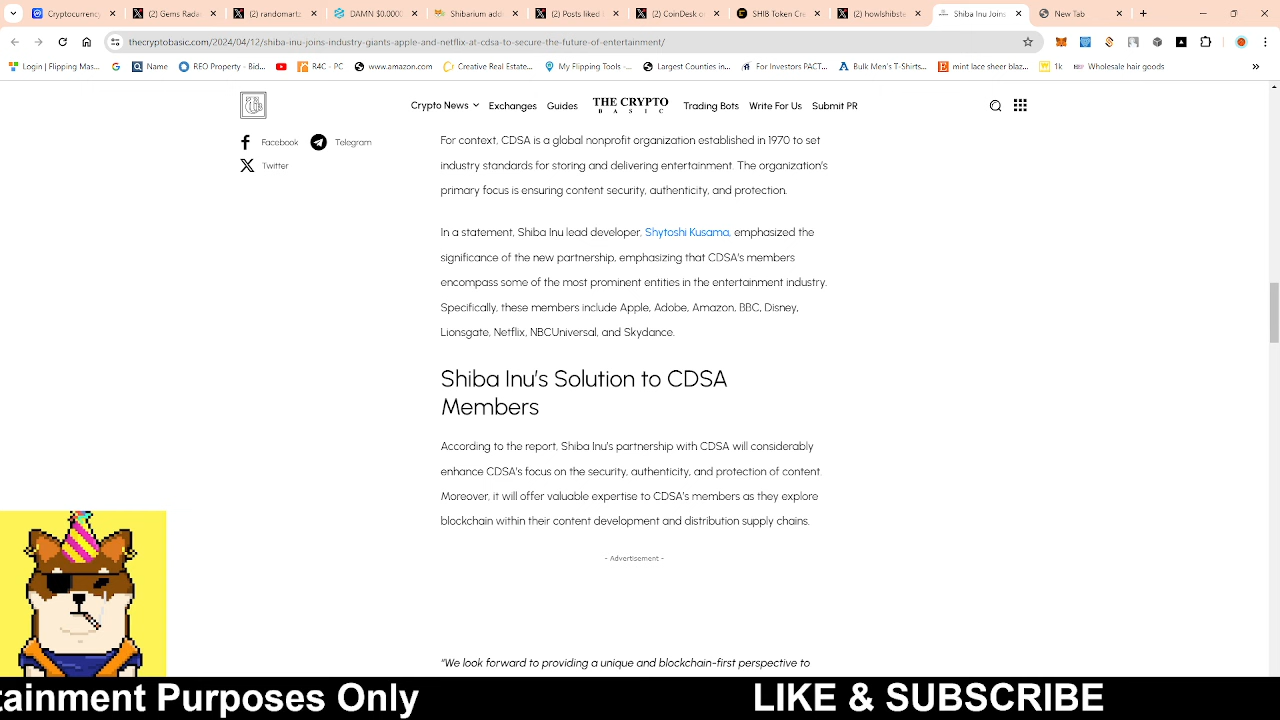 Cryptocurrency
(2) Gems Radar
(2) randomart
DAMN $0.000
Shibarium add
(2) Posts liked
(2) CoinDesk
SHIB Token Cre
(2) howlshibste
Shiba Inu Joins
New Tab
thecryptobasic.com/2024/04/12/shiba-inu-joins-industry-giants-apple-and-netflix-at-cdsa-to-secure-the-future-of-entertainment/
Login | Flipping Mas...
Name
REO Property - Bid...
R4C - PC
www.amazon.com
Creative Real Estate...
My Flipping Tools -...
Largest Counties in...
For Investors PACT...
Bulk Men's T-Shirts...
mint lace sheer blaz...
1k
Wholesale hair goods
Crypto News
Exchanges
Guides
THE CRYPTO
BASIC
Trading Bots
Write For Us
Submit PR
Facebook
Telegram
Twitter
For context, CDSA is a global nonprofit organization established in 1970 to set
industry standards for storing and delivering entertainment. The organization's
primary focus is ensuring content security, authenticity, and protection.
In a statement, Shiba Inu lead developer, Shytoshi Kusama, emphasized the
significance of the new partnership, emphasizing that CDSA's members
encompass some of the most prominent entities in the entertainment industry.
Specifically, these members include Apple, Adobe, Amazon, BBC, Disney,
Lionsgate, Netflix, NBCUniversal, and Skydance.
Shiba Inu's Solution to CDSA
Members
According to the report, Shiba Inu's partnership with CDSA will considerably
enhance CDSA's focus on the security, authenticity, and protection of content.
Moreover, it will offer valuable expertise to CDSA's members as they explore
blockchain within their content development and distribution supply chains.
- Advertisement -
"We look forward to providing a unique and blockchain-first perspective to
tainment Purposes Only
LIKE & SUBSCRIBE